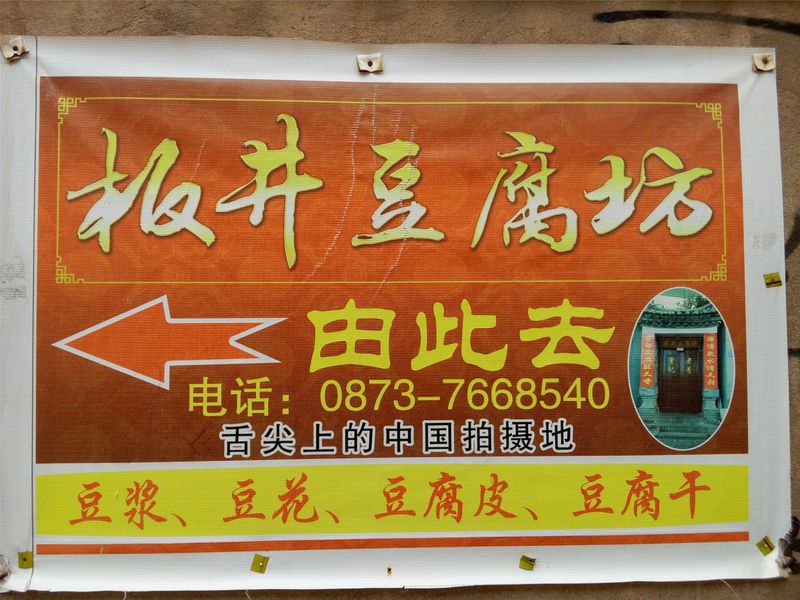 板井豆腐坊
由此去
电话：0873-7668540
舌尖上的中国拍摄地
豆浆、豆花、豆腐皮、豆腐干